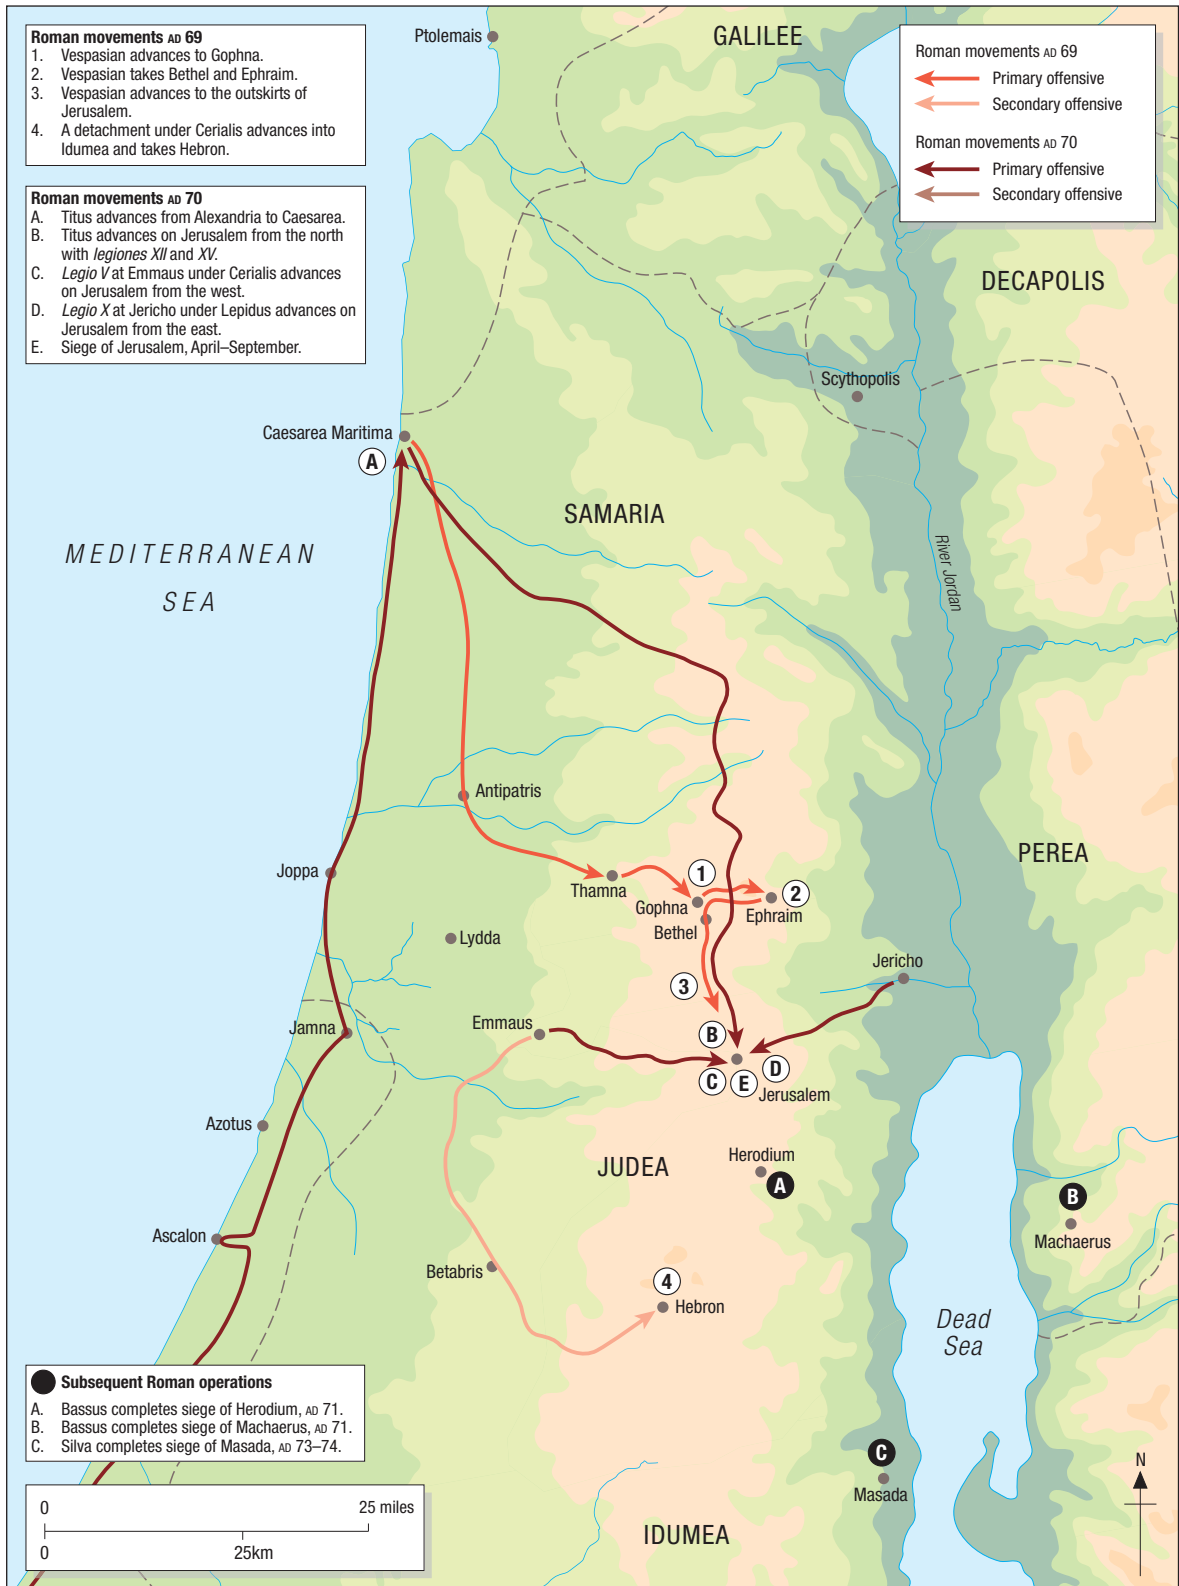 Roman movements AD 69
1. Vespasian advances to Gophna.
2. Vespasian takes Bethel and Ephraim.
3. Vespasian advances to the outskirts of
Jerusalem.
4. A detachment under Cerialis advances into
Idumea and takes Hebron.
Roman movements AD 70
A. Titus advances from Alexandria to Caesarea.
B. Titus advances on Jerusalem from the north
with legiones XII and XV.
C. Legio V at Emmaus under Cerialis advances
on Jerusalem from the west.
D. Legio X at Jericho under Lepidus advances on
Jerusalem from the east.
E. Siege of Jerusalem, April–September.
Roman movements AD 69
Primary offensive
Secondary offensive
Roman movements AD 70
Primary offensive
Secondary offensive
Ptolemais
GALILEE
DECAPOLIS
Scythopolis
Caesarea Maritima
A
SAMARIA
MEDITERRANEAN
SEA
River Jordan
Antipatris
PEREA
Joppa
Thamna
1
Gophna
2
Ephraim
Bethel
Lydda
Jericho
3
Jamna
Emmaus
B
C
E
D
Jerusalem
Azotus
JUDEA
Herodium
A
B
Machaerus
Ascalon
Betabris
4
Hebron
Dead
Sea
C
Masada
IDUMEA
N
Subsequent Roman operations
A. Bassus completes siege of Herodium, AD 71.
B. Bassus completes siege of Machaerus, AD 71.
C. Silva completes siege of Masada, AD 73–74.
0 25 miles
0 25km